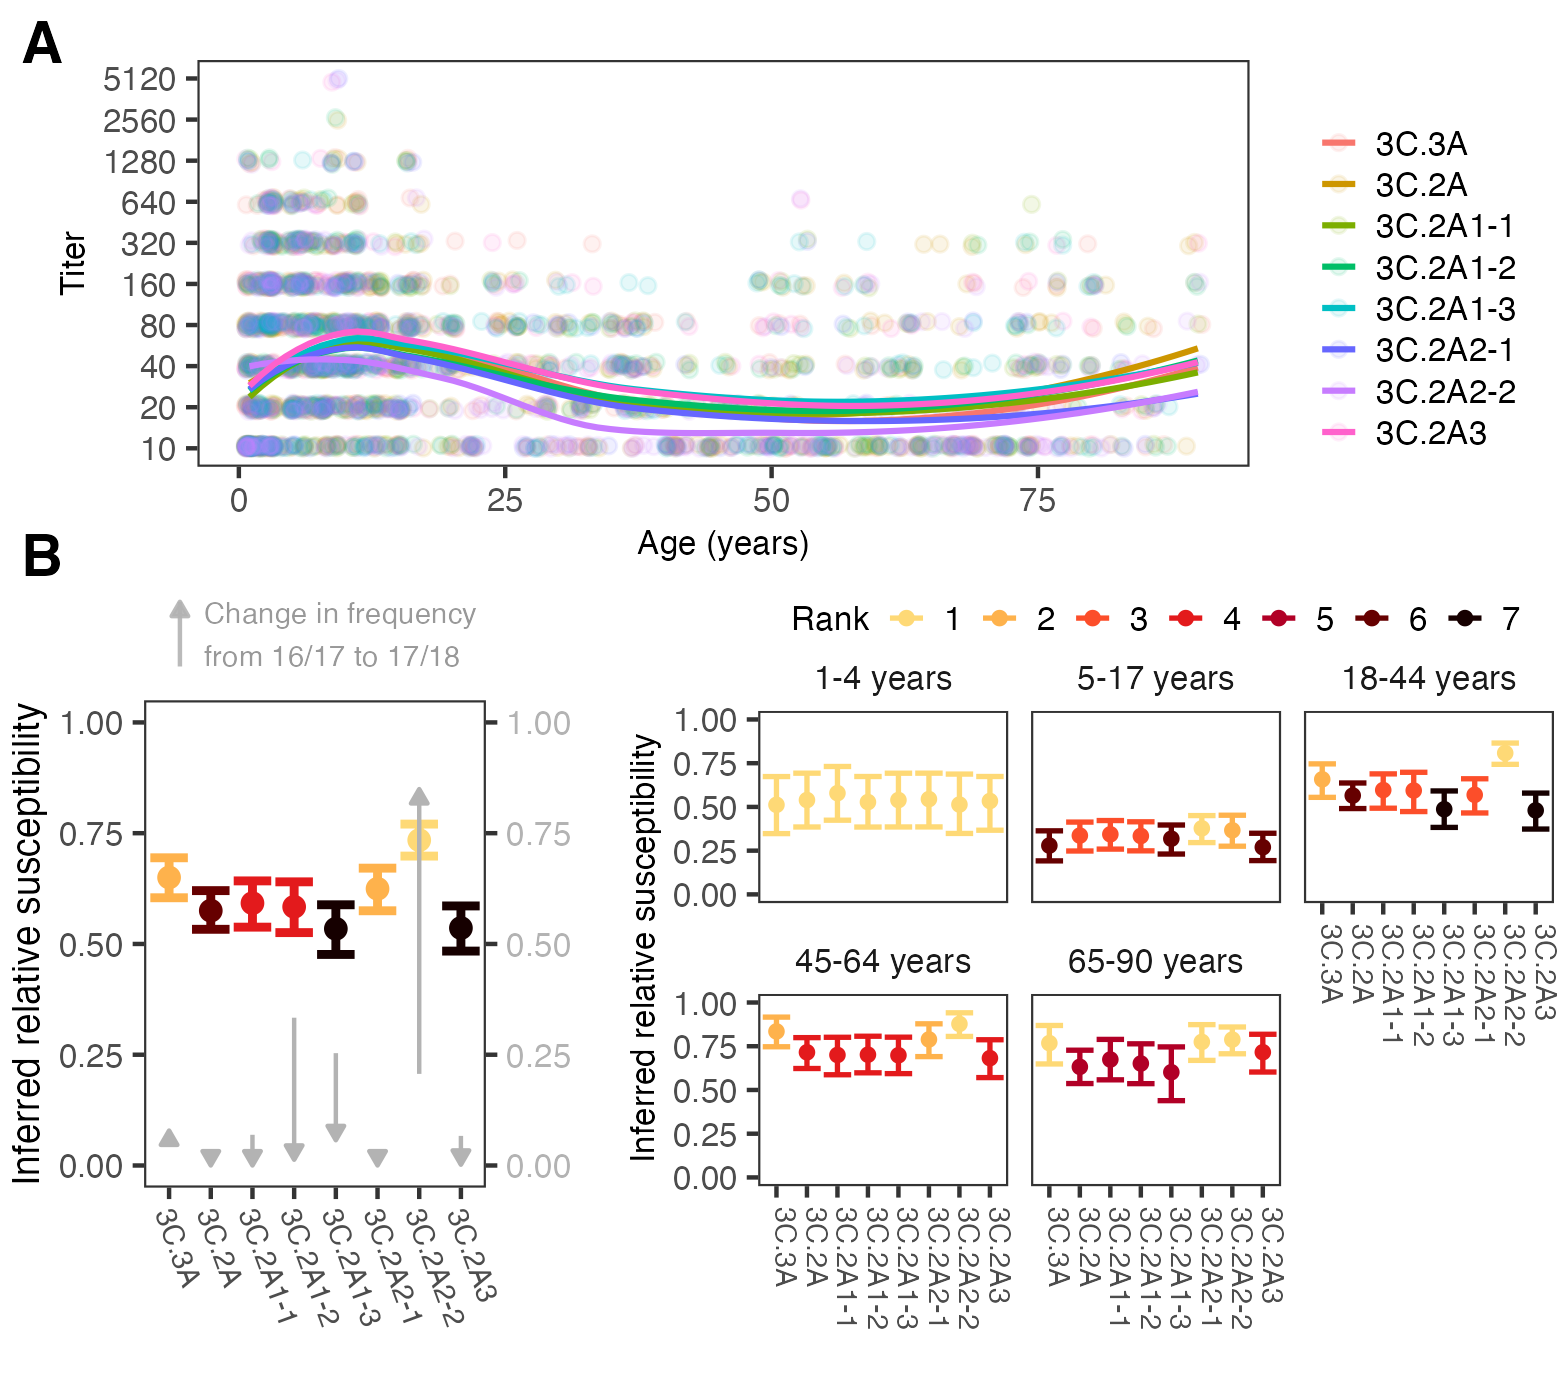 A
5120
2560
1280
640
320
160
80
40
20
10
Titer
0
25
50
75
Age (years)
3C.3A
3C.2A
3C.2A1-1
3C.2A1-2
3C.2A1-3
3C.2A2-1
3C.2A2-2
3C.2A3
B
Change in frequency
from 16/17 to 17/18
Inferred relative susceptibility
1.00
0.75
0.50
0.25
0.00
1.00
0.75
0.50
0.25
0.00
3C.3A
3C.2A
3C.2A1-1
3C.2A1-2
3C.2A1-3
3C.2A2-1
3C.2A2-2
3C.2A3
Rank 1 2 3 4 5 6 7
1-4 years
5-17 years
18-44 years
Inferred relative susceptibility
1.00
0.75
0.50
0.25
0.00
3C.3A
3C.2A
3C.2A1-1
3C.2A1-2
3C.2A1-3
3C.2A2-1
3C.2A2-2
3C.2A3
45-64 years
65-90 years
1.00
0.75
0.50
0.25
0.00
3C.3A
3C.2A
3C.2A1-1
3C.2A1-2
3C.2A1-3
3C.2A2-1
3C.2A2-2
3C.2A3
3C.3A
3C.2A
3C.2A1-1
3C.2A1-2
3C.2A1-3
3C.2A2-1
3C.2A2-2
3C.2A3